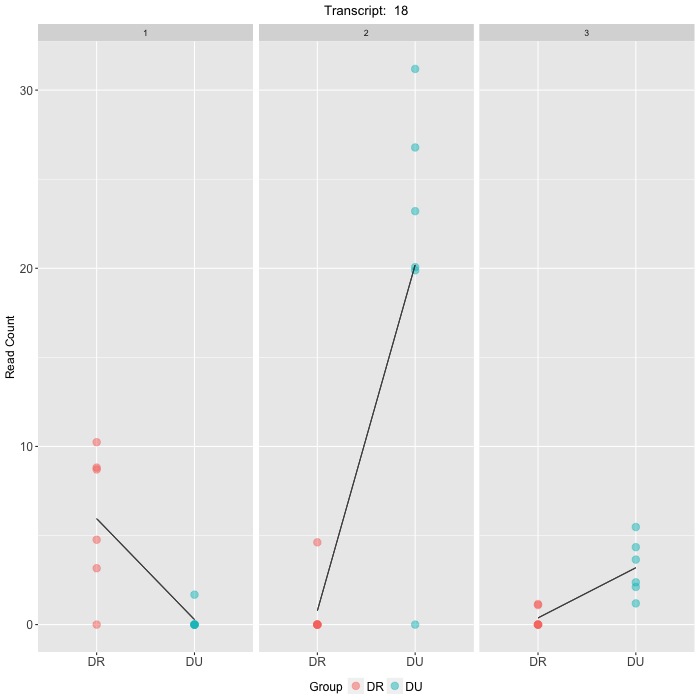 Transcript:  18
1 2 3
Read Count
30
20
10
0
DR DU DR DU DR DU
Group DR DU